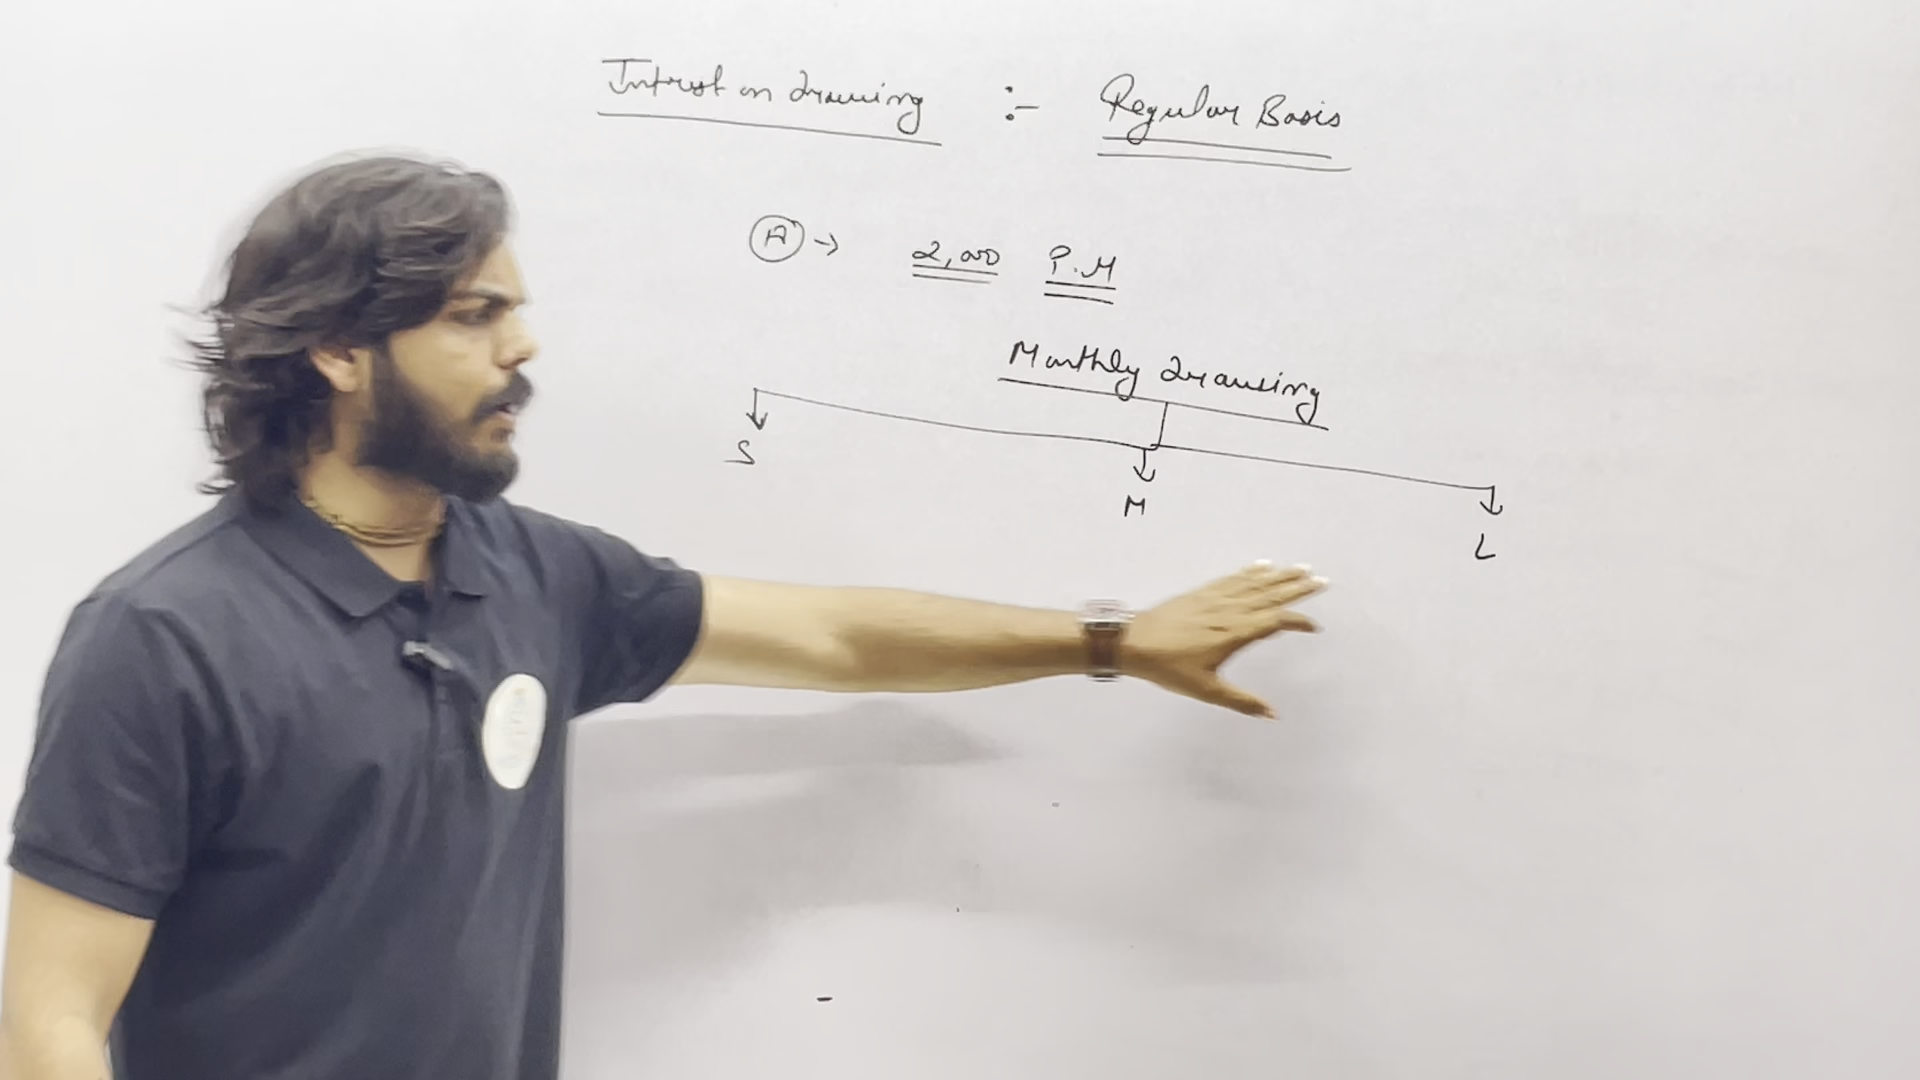 Interest on drawing :- Regular Basis
A → 2,000 P.M
Monthly drawing
S
M
L